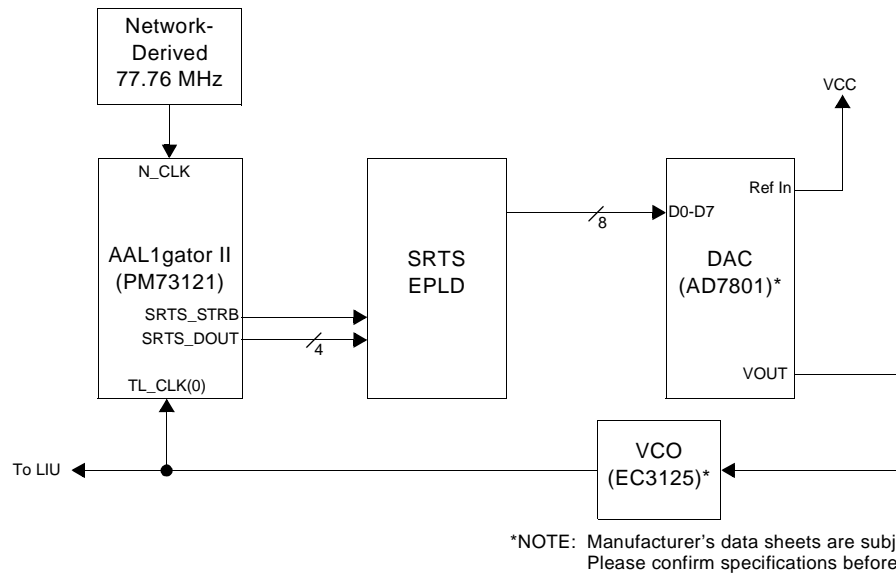 Network-
Derived
77.76 MHz
VCC
N_CLK
AAL1gator II
(PM73121)
SRTS_STRB
SRTS_DOUT
4
TL_CLK(0)
SRTS
EPLD
8
D0-D7
Ref In
DAC
(AD7801)*
VOUT
To LIU
VCO
(EC3125)*
*NOTE: Manufacturer's data sheets are subj
Please confirm specifications before